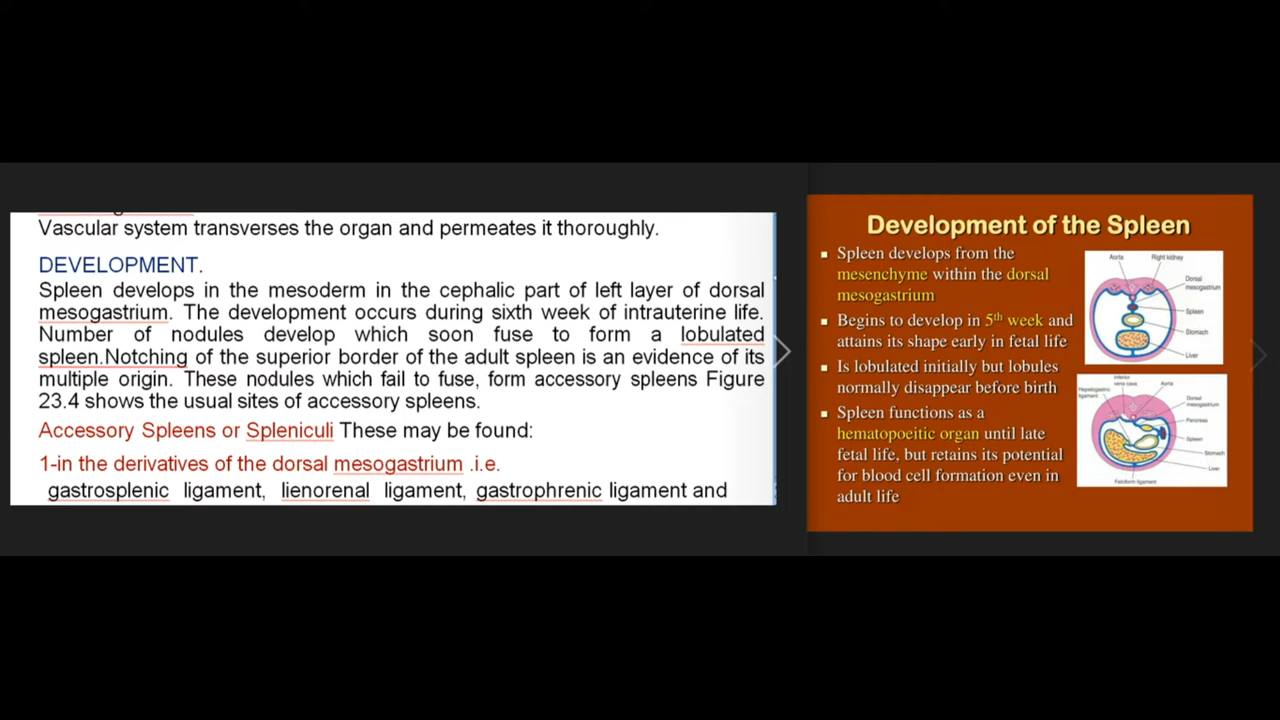 Vascular system transverses the organ and permeates it thoroughly.
DEVELOPMENT.
Spleen develops in the mesoderm in the cephalic part of left layer of dorsal
mesogastrium. The development occurs during sixth week of intrauterine life.
Number of nodules develop which soon fuse to form a lobulated
spleen.Notching of the superior border of the adult spleen is an evidence of its
multiple origin. These nodules which fail to fuse, form accessory spleens Figure
23.4 shows the usual sites of accessory spleens.
Accessory Spleens or Spleniculi These may be found:
1-in the derivatives of the dorsal mesogastrium .i.e.
gastrosplenic ligament, lienorenal ligament, gastrophrenic ligament and
Development of the Spleen
Spleen develops from the
mesenchyme within the dorsal
mesogastrium
Begins to develop in 5th week and
attains its shape early in fetal life
Is lobulated initially but lobules
normally disappear before birth
Spleen functions as a
hematopoeitic organ until late
fetal life, but retains its potential
for blood cell formation even in
adult life
Aorta
Right kidney
Dorsal
mesogastrium
Spleen
Stomach
Liver
Inferior
vena cava
Hepatogastric
ligament
Aorta
Dorsal
mesogastrium
Pancreas
Spleen
Stomach
Liver
Falciform ligament